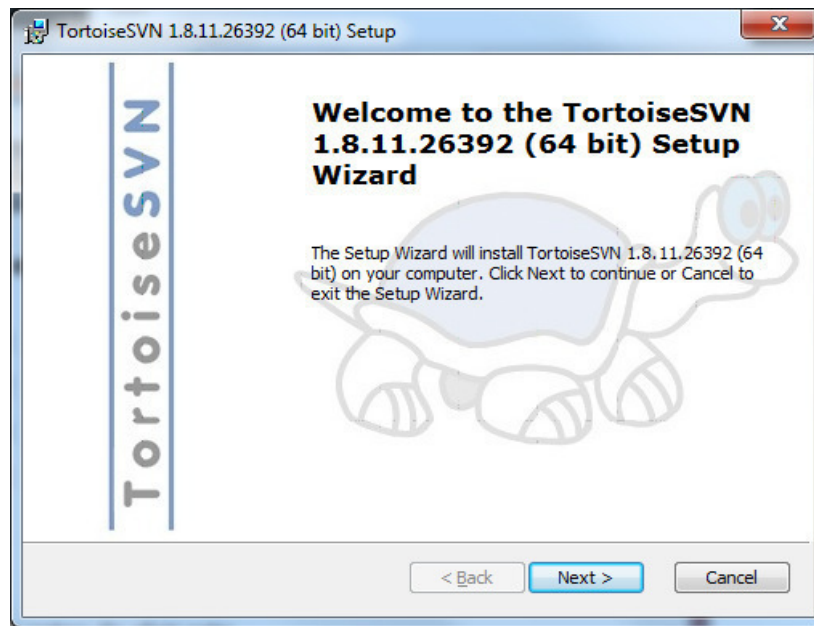 TortoiseSVN 1.8.11.26392 (64 bit) Setup
x
TortoiseSVN
Welcome to the TortoiseSVN
1.8.11.26392 (64 bit) Setup
Wizard
The Setup Wizard will install TortoiseSVN 1.8.11.26392 (64
bit) on your computer. Click Next to continue or Cancel to
exit the Setup Wizard.
< Back
Next >
Cancel